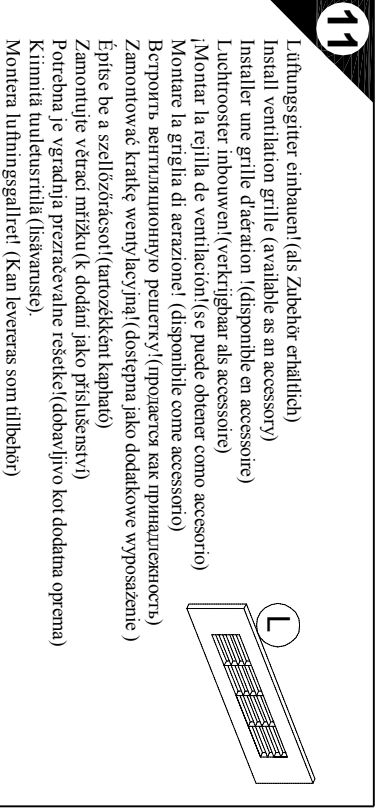 11
Lüftungsgitter einbauen!(als Zubehör erhältlich)
Install ventilation grille (available as an accessory)
Installer une grille d'aération !(disponible en accessoire)
Luchtrooster inbouwen!(verkrijgbaar als accessoire)
¡Montar la rejilla de ventilación!(se puede obtener como accesorio)
Montare la griglia di aerazione! (disponibile come accessorio)
Встроить вентиляционную решетку!(продается как принадлежность)
Zamontować kratkę wentylacyjną!(dostępna jako dodatkowe wyposażenie )
Építse be a szellőzőrácsot!(tartozékként kapható)
Zamontujte větrací mřížku(k dodání jako příslušenství)
Potrebna je vgradnja prezračevalne rešetke!(dobavljivo kot dodatna oprema)
Kiinnitä tuuletusritilä(lisävaruste).
Montera luftningsgallret! (Kan levereras som tillbehör)
L